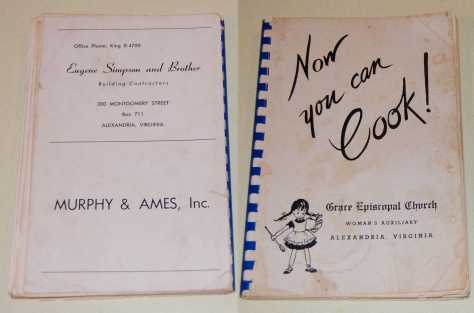 Office Phone, King 8-4700
Eugene Simpson and Brother
Building Contractors
300 MONTGOMERY STREET
Box 711
ALEXANDRIA, VIRGINIA
MURPHY & AMES, Inc.
Now
you can
Cook!
Grace Episcopal Church
WOMAN'S AUXILIARY
ALEXANDRIA, VIRGINIA